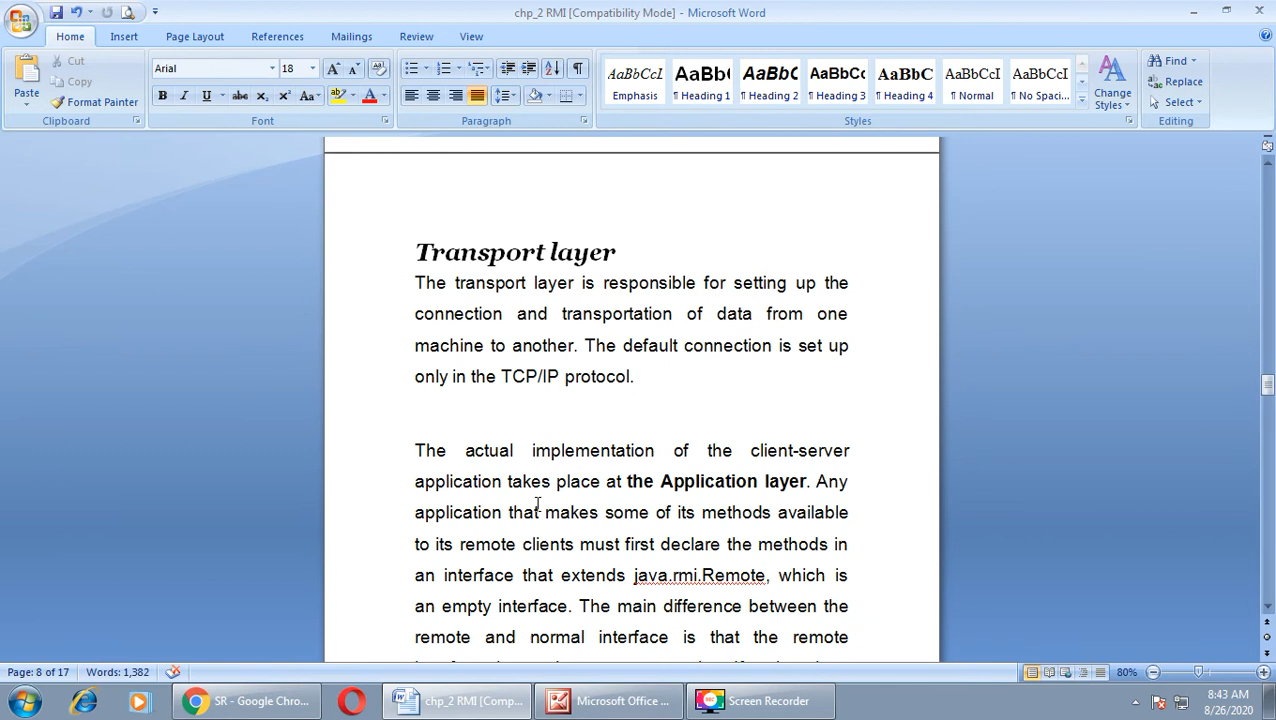 chp_2 RMI [Compatibility Mode] - Microsoft Word
Home Insert Page Layout References Mailings Review View
Cut
Copy
Format Painter
Paste
Clipboard
Arial 18
Font
Paragraph
AaBbCcI AaBb( AaBbC AaBbCc AaBbC AaBbCcI AaBbCcI
Emphasis ¶ Heading 1 ¶ Heading 2 ¶ Heading 3 ¶ Heading 4 ¶ Normal ¶ No Spaci...
Change Styles
Styles
Find
Replace
Select
Editing
Transport layer
The transport layer is responsible for setting up the
connection and transportation of data from one
machine to another. The default connection is set up
only in the TCP/IP protocol.
The actual implementation of the client-server
application takes place at the Application layer. Any
application that makes some of its methods available
to its remote clients must first declare the methods in
an interface that extends java.rmi.Remote, which is
an empty interface. The main difference between the
remote and normal interface is that the remote
Page: 8 of 17 Words: 1,382 80%
SR - Google Chro... chp_2 RMI [Comp... Microsoft Office ... Screen Recorder
8:43 AM
8/26/2020